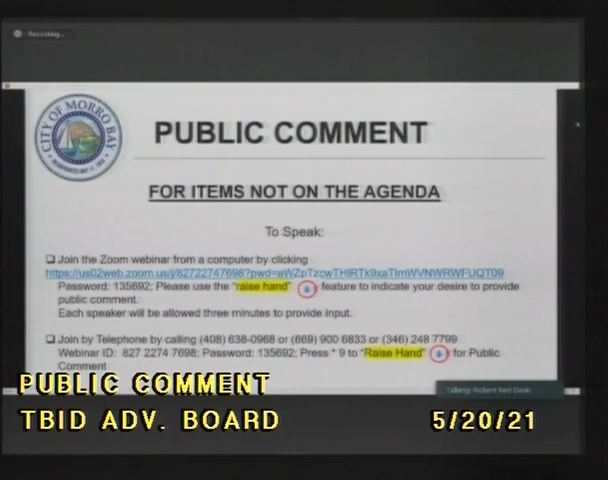 Recording...
CITY OF MORRO BAY
PUBLIC COMMENT
FOR ITEMS NOT ON THE AGENDA
To Speak:
❑ Join the Zoom webinar from a computer by clicking
https://us02web.zoom.us/j/82722747698?pwd=aWZpTzcwTHlRTk9xaTlmWVNWRWFUQT09
Password: 135692; Please use the "raise hand" feature to indicate your desire to provide
public comment.
Each speaker will be allowed three minutes to provide input.
❑ Join by Telephone by calling (408) 638-0968 or (669) 900 6833 or (346) 248 7799
Webinar ID: 827 2274 7698; Password: 135692; Press * 9 to "Raise Hand" for Public
Comment
Talking: Robert Red Davis
PUBLIC COMMENT
TBID ADV. BOARD 5/20/21